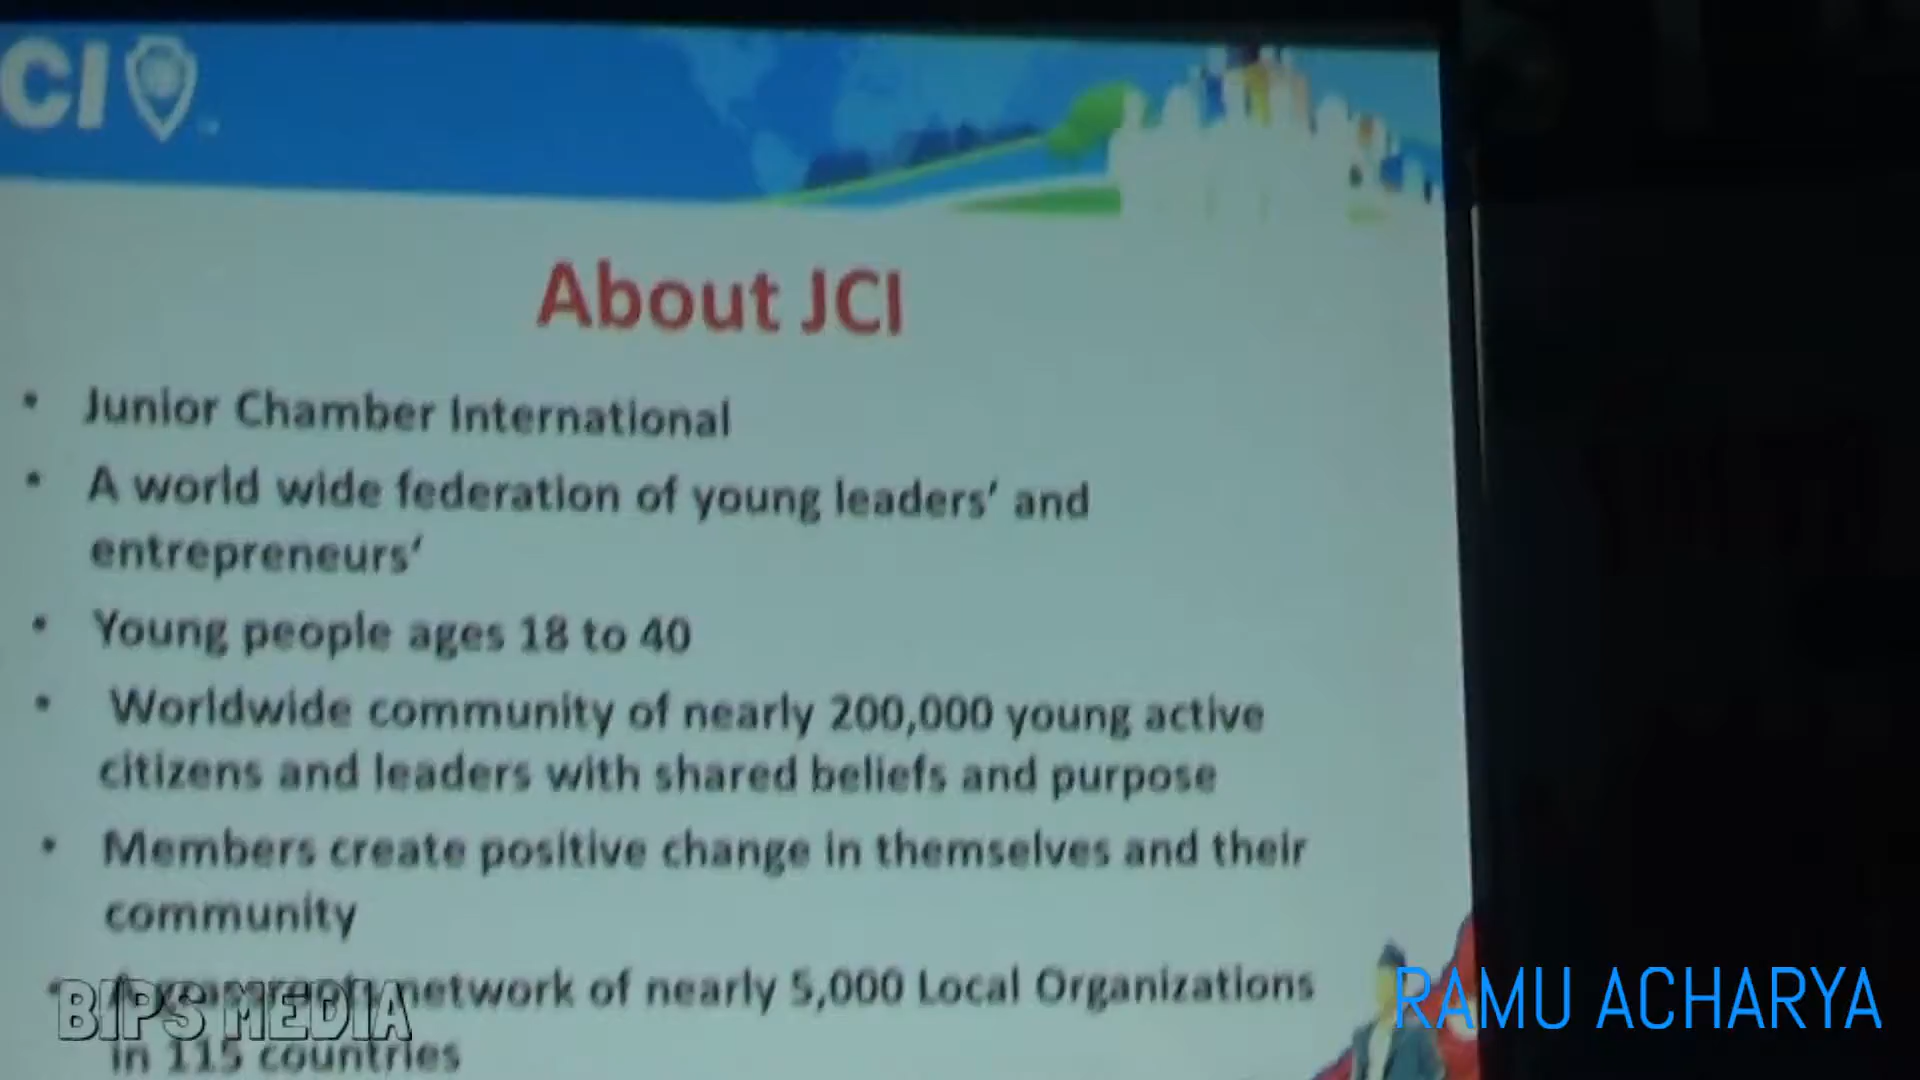 CI
About JCI
• Junior Chamber International
• A world wide federation of young leaders' and
entrepreneurs'
• Young people ages 18 to 40
• Worldwide community of nearly 200,000 young active
citizens and leaders with shared beliefs and purpose
• Members create positive change in themselves and their
community
• A network of nearly 5,000 Local Organizations
in 115 countries
BIPS MEDIA
RAMU ACHARYA